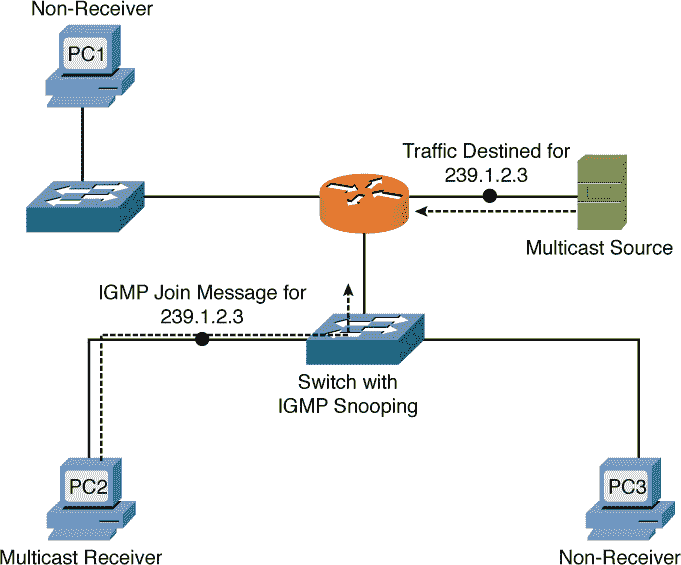 Non-Receiver
PC1
Traffic Destined for
239.1.2.3
Multicast Source
IGMP Join Message for
239.1.2.3
Switch with
IGMP Snooping
PC2
PC3
Multicast Receiver
Non-Receiver